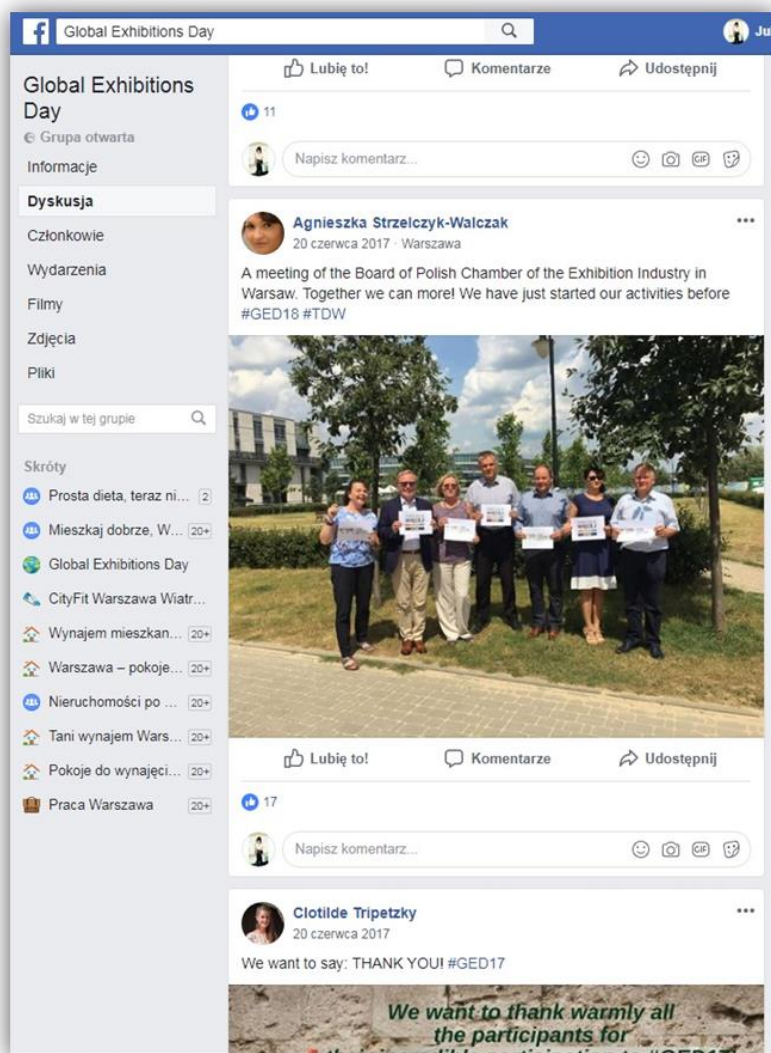 Global Exhibitions Day
Ju
Global Exhibitions
Day
Grupa otwarta
Informacje
Dyskusja
Członkowie
Wydarzenia
Filmy
Zdjęcia
Pliki
Szukaj w tej grupie
Skróty
Prosta dieta, teraz ni... 2
Mieszkaj dobrze, W... 20+
Global Exhibitions Day
CityFit Warszawa Wiatr...
Wynajem mieszkan... 20+
Warszawa – pokoje... 20+
Nieruchomości po ... 20+
Tani wynajem Wars... 20+
Pokoje do wynajęci... 20+
Praca Warszawa 20+
Lubię to! Komentarze Udostępnij
11
Napisz komentarz... GIF
Agnieszka Strzelczyk-Walczak
20 czerwca 2017 · Warszawa
A meeting of the Board of Polish Chamber of the Exhibition Industry in
Warsaw. Together we can more! We have just started our activities before
#GED18 #TDW
Lubię to! Komentarze Udostępnij
17
Napisz komentarz... GIF
Clotilde Tripetzky
20 czerwca 2017
We want to say: THANK YOU! #GED17
We want to thank warmly all
the participants for